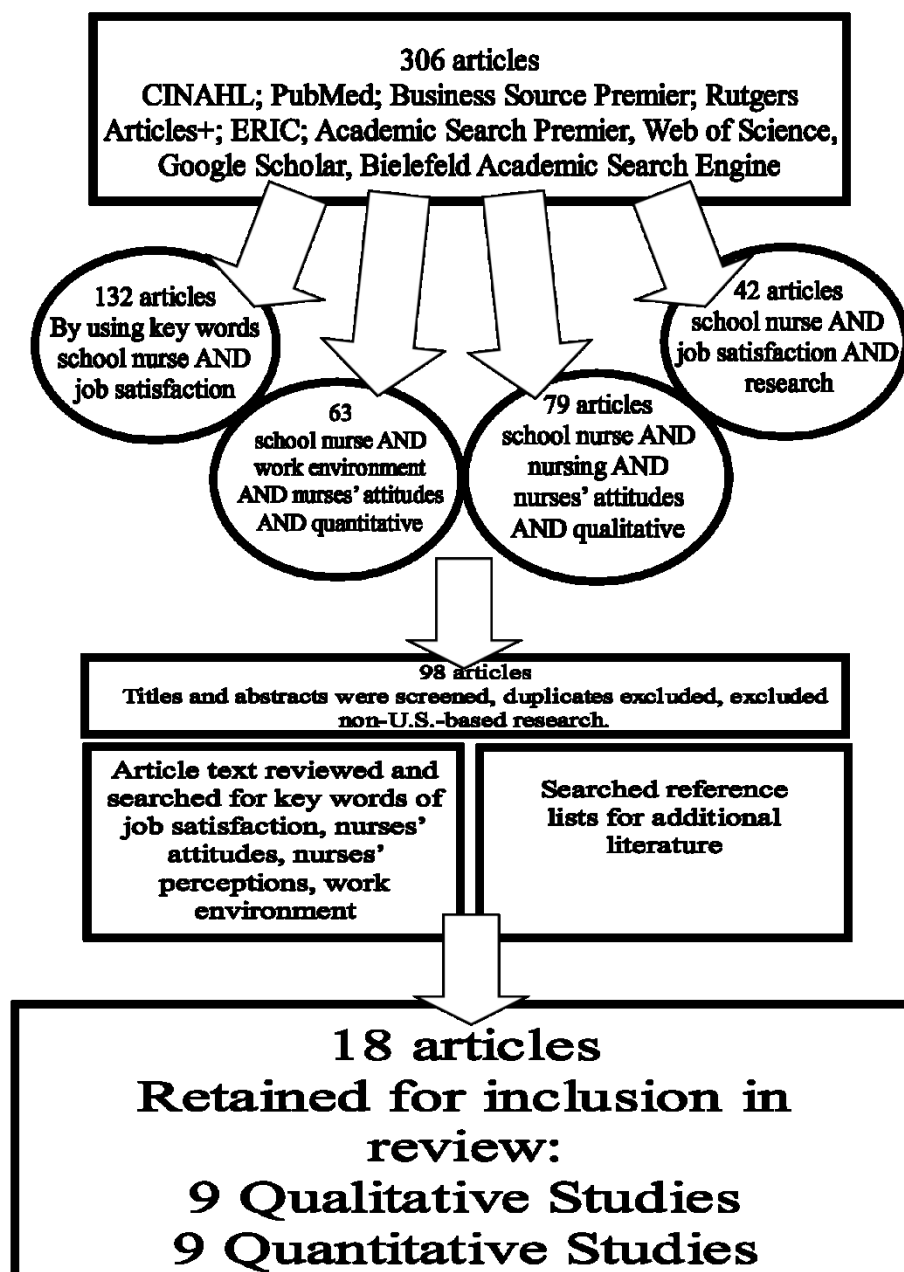 306 articles
CINAHL; PubMed; Business Source Premier; Rutgers
Articles+; ERIC; Academic Search Premier, Web of Science,
Google Scholar, Bielefeld Academic Search Engine
132 articles
By using key words
school nurse AND
job satisfaction
63
school nurse AND
work environment
AND nurses’ attitudes
AND quantitative
79 articles
school nurse AND
nursing AND
nurses’ attitudes
AND qualitative
42 articles
school nurse AND
job satisfaction AND
research
98 articles
Titles and abstracts were screened, duplicates excluded, excluded
non-U.S.-based research.
Article text reviewed and
searched for key words of
job satisfaction, nurses’
attitudes, nurses’
perceptions, work
environment
Searched reference
lists for additional
literature
18 articles
Retained for inclusion in
review:
9 Qualitative Studies
9 Quantitative Studies